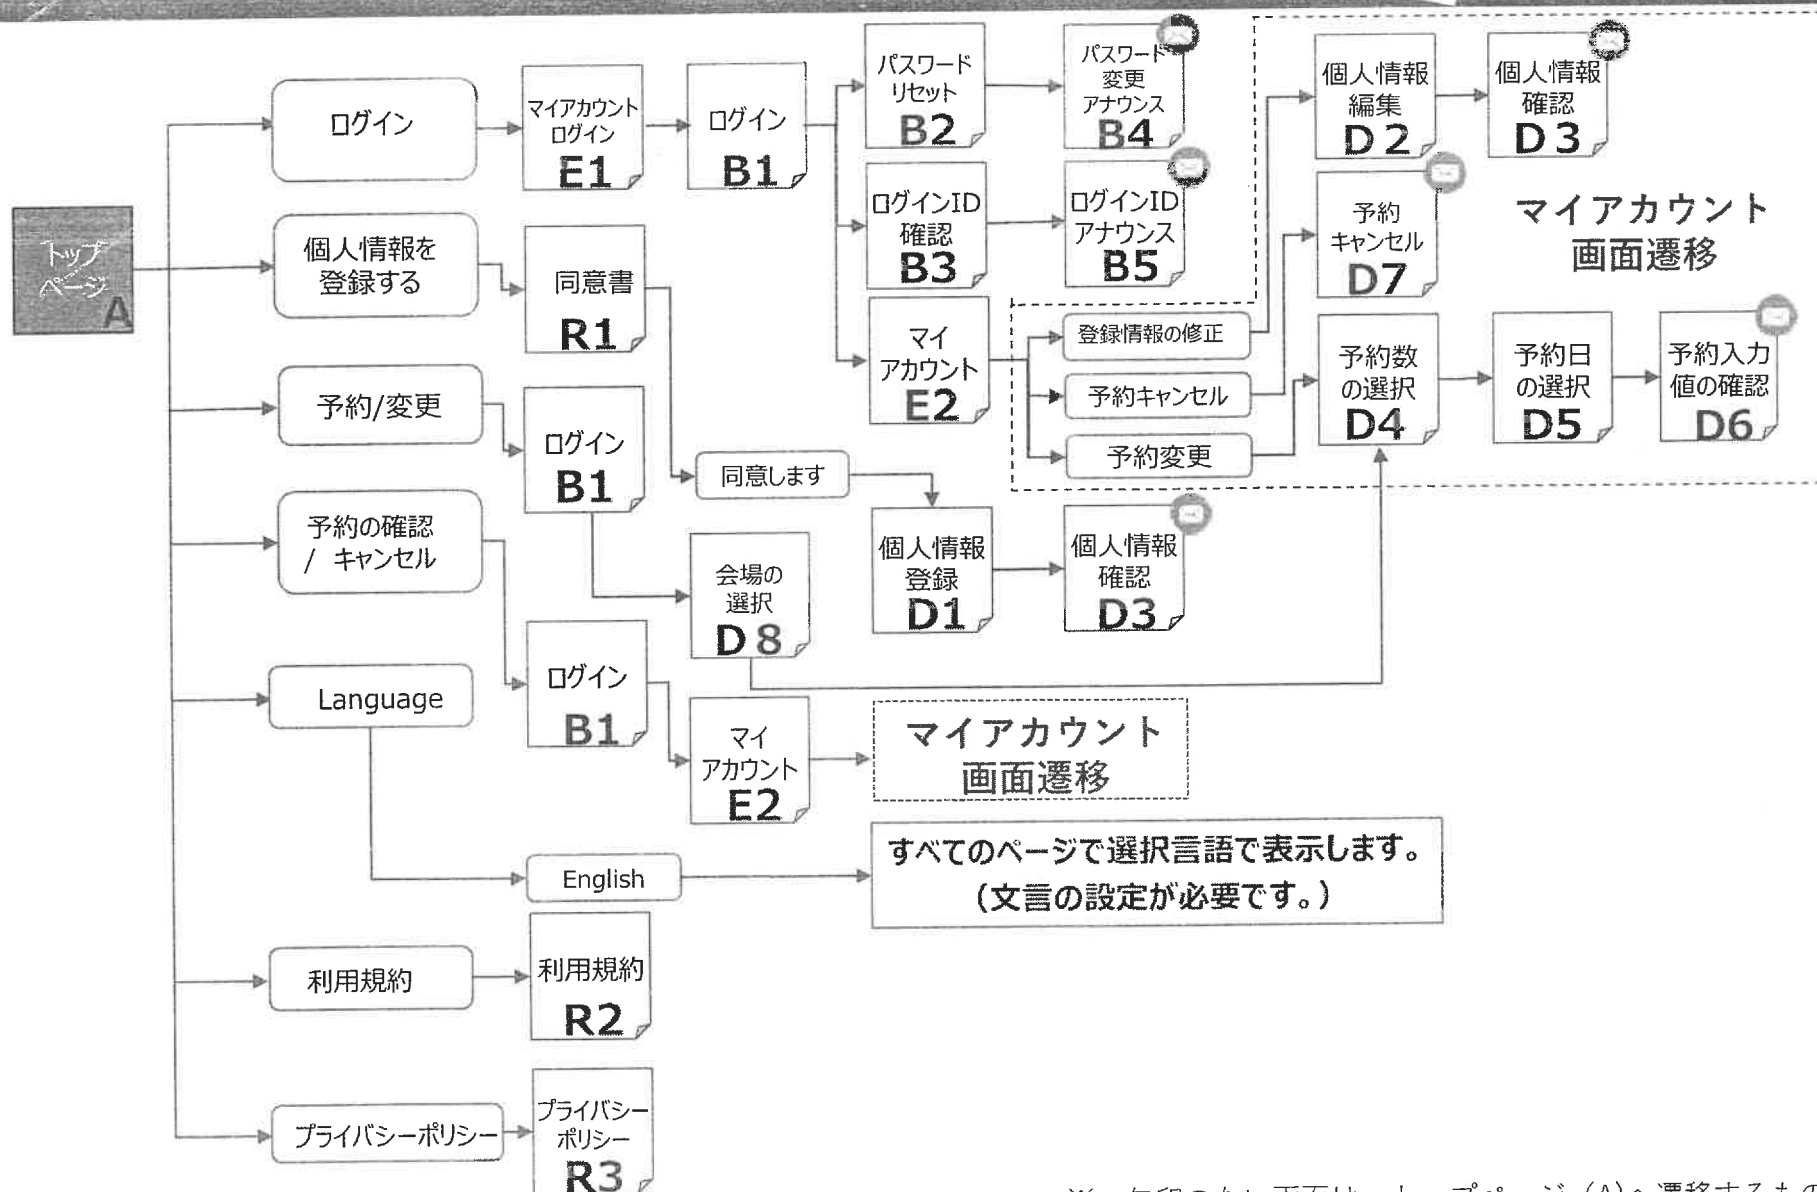 トップ
ページ
A
ログイン
マイアカウント
ログイン
E1
ログイン
B1
パスワード
リセット
B2
パスワード
変更
アナウンス
B4
ログインID
確認
B3
ログインID
アナウンス
B5
マイ
アカウント
E2
登録情報の修正
予約キャンセル
予約変更
個人情報
編集
D2
個人情報
確認
D3
予約
キャンセル
D7
マイアカウント
画面遷移
予約数
の選択
D4
予約日
の選択
D5
予約入力
値の確認
D6
個人情報を
登録する
同意書
R1
同意します
個人情報
登録
D1
個人情報
確認
D3
予約/変更
ログイン
B1
会場の
選択
D8
予約の確認
/ キャンセル
ログイン
B1
マイ
アカウント
E2
マイアカウント
画面遷移
Language
English
すべてのページで選択言語で表示します。
(文言の設定が必要です。)
利用規約
利用規約
R2
プライバシーポリシー
プライバシー
ポリシー
R3